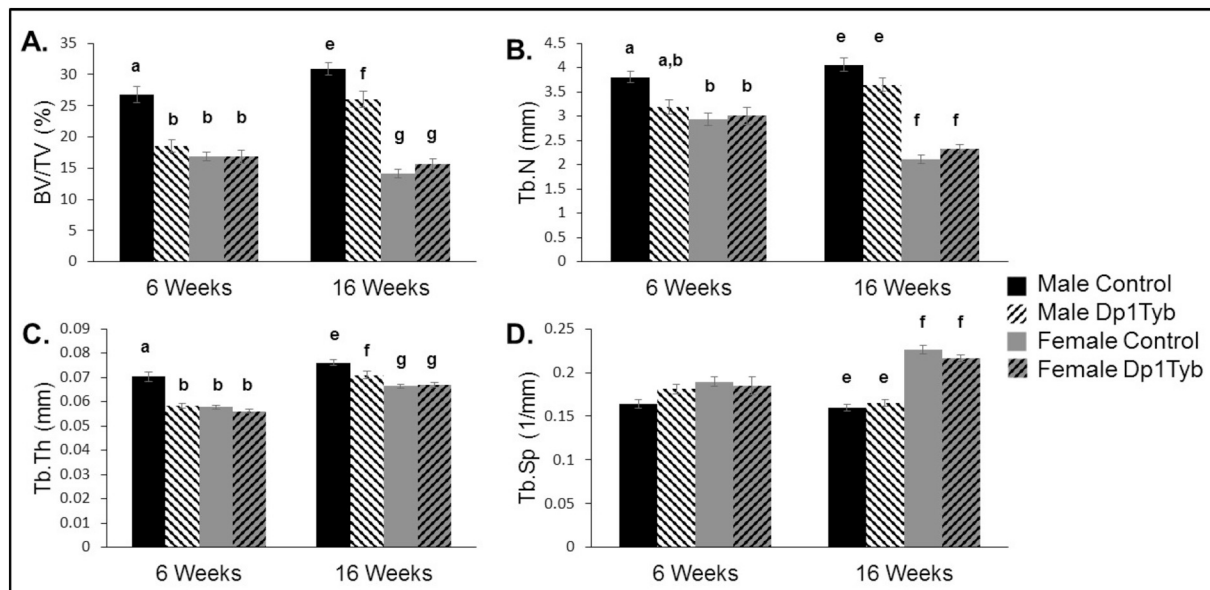 A.
BV/TV (%)
35
30
25
20
15
10
5
0
a
b
b
b
e
f
g
g
6 Weeks
16 Weeks
B.
Tb.N (mm)
4.5
4
3.5
3
2.5
2
1.5
1
0.5
0
a
a,b
b
b
e
e
f
f
6 Weeks
16 Weeks
Male Control
Male Dp1Tyb
Female Control
Female Dp1Tyb
C.
Tb.Th (mm)
0.09
0.08
0.07
0.06
0.05
0.04
0.03
0.02
0.01
0
a
b
b
b
e
f
g
g
6 Weeks
16 Weeks
D.
Tb.Sp (1/mm)
0.25
0.2
0.15
0.1
0.05
0
e
e
f
f
6 Weeks
16 Weeks